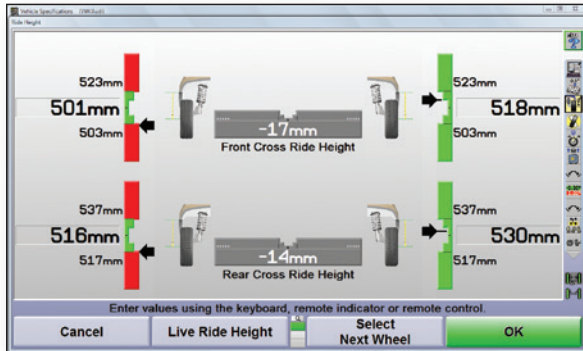 Vehicle Specifications (VW/Audi)
Ride Height
523mm
501mm
503mm
523mm
518mm
503mm
-17mm
Front Cross Ride Height
537mm
516mm
517mm
537mm
530mm
517mm
-14mm
Rear Cross Ride Height
Enter values using the keyboard, remote indicator or remote control.
Cancel
Live Ride Height
Select
Next Wheel
OK